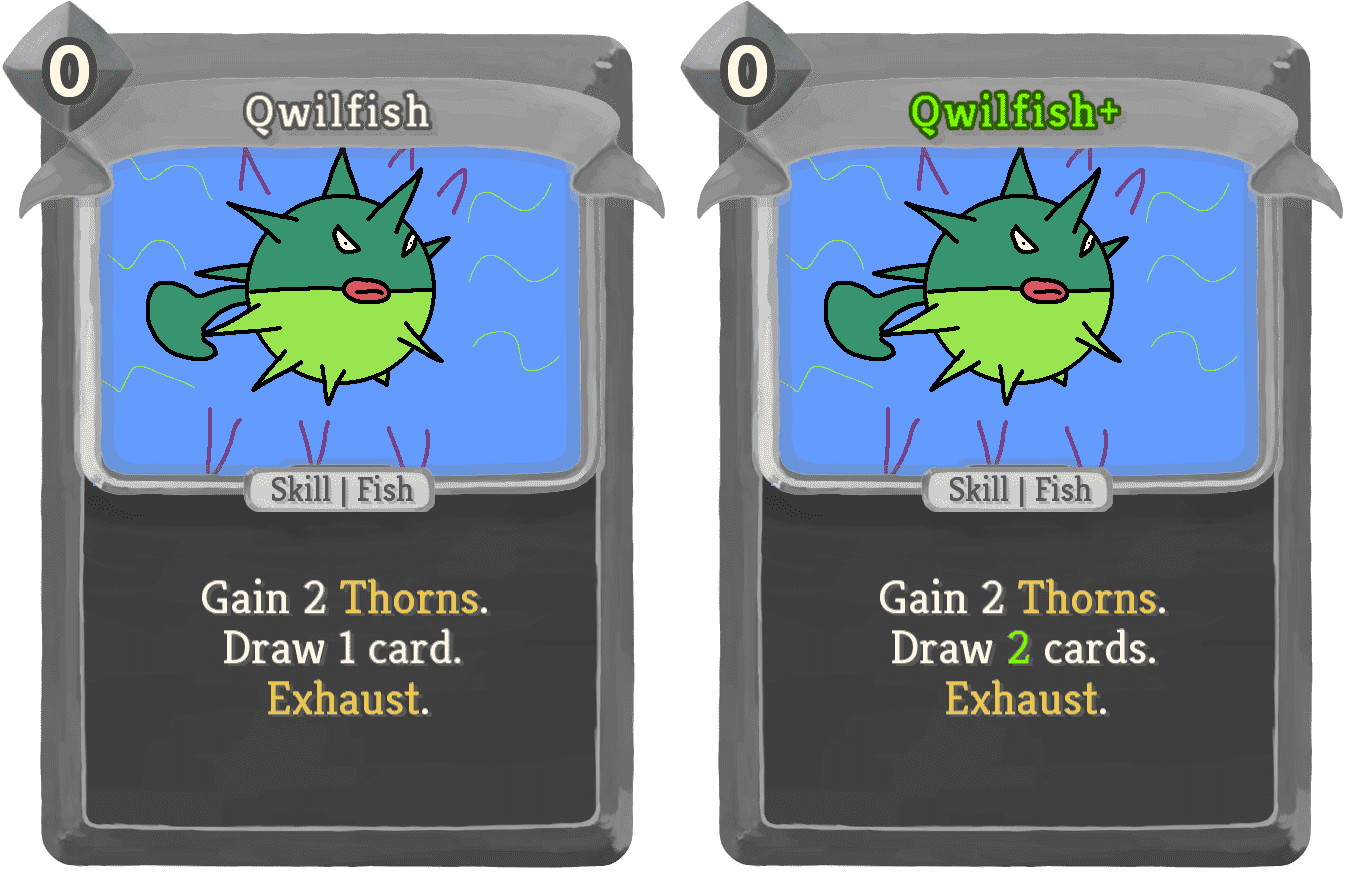 0
Qwilfish
Skill | Fish
Gain 2 Thorns.
Draw 1 card.
Exhaust.
0
Qwilfish+
Skill | Fish
Gain 2 Thorns.
Draw 2 cards.
Exhaust.